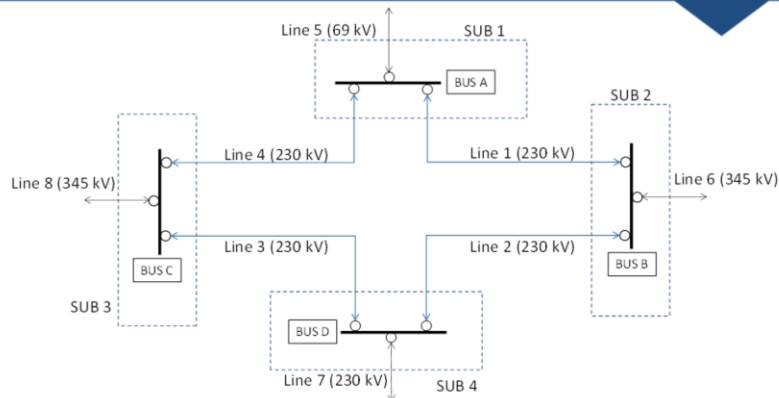 Line 5 (69 kV)
SUB 1
BUS A
SUB 2
Line 4 (230 kV)
Line 1 (230 kV)
Line 8 (345 kV)
Line 6 (345 kV)
Line 3 (230 kV)
Line 2 (230 kV)
BUS C
BUS B
SUB 3
BUS D
Line 7 (230 kV)
SUB 4